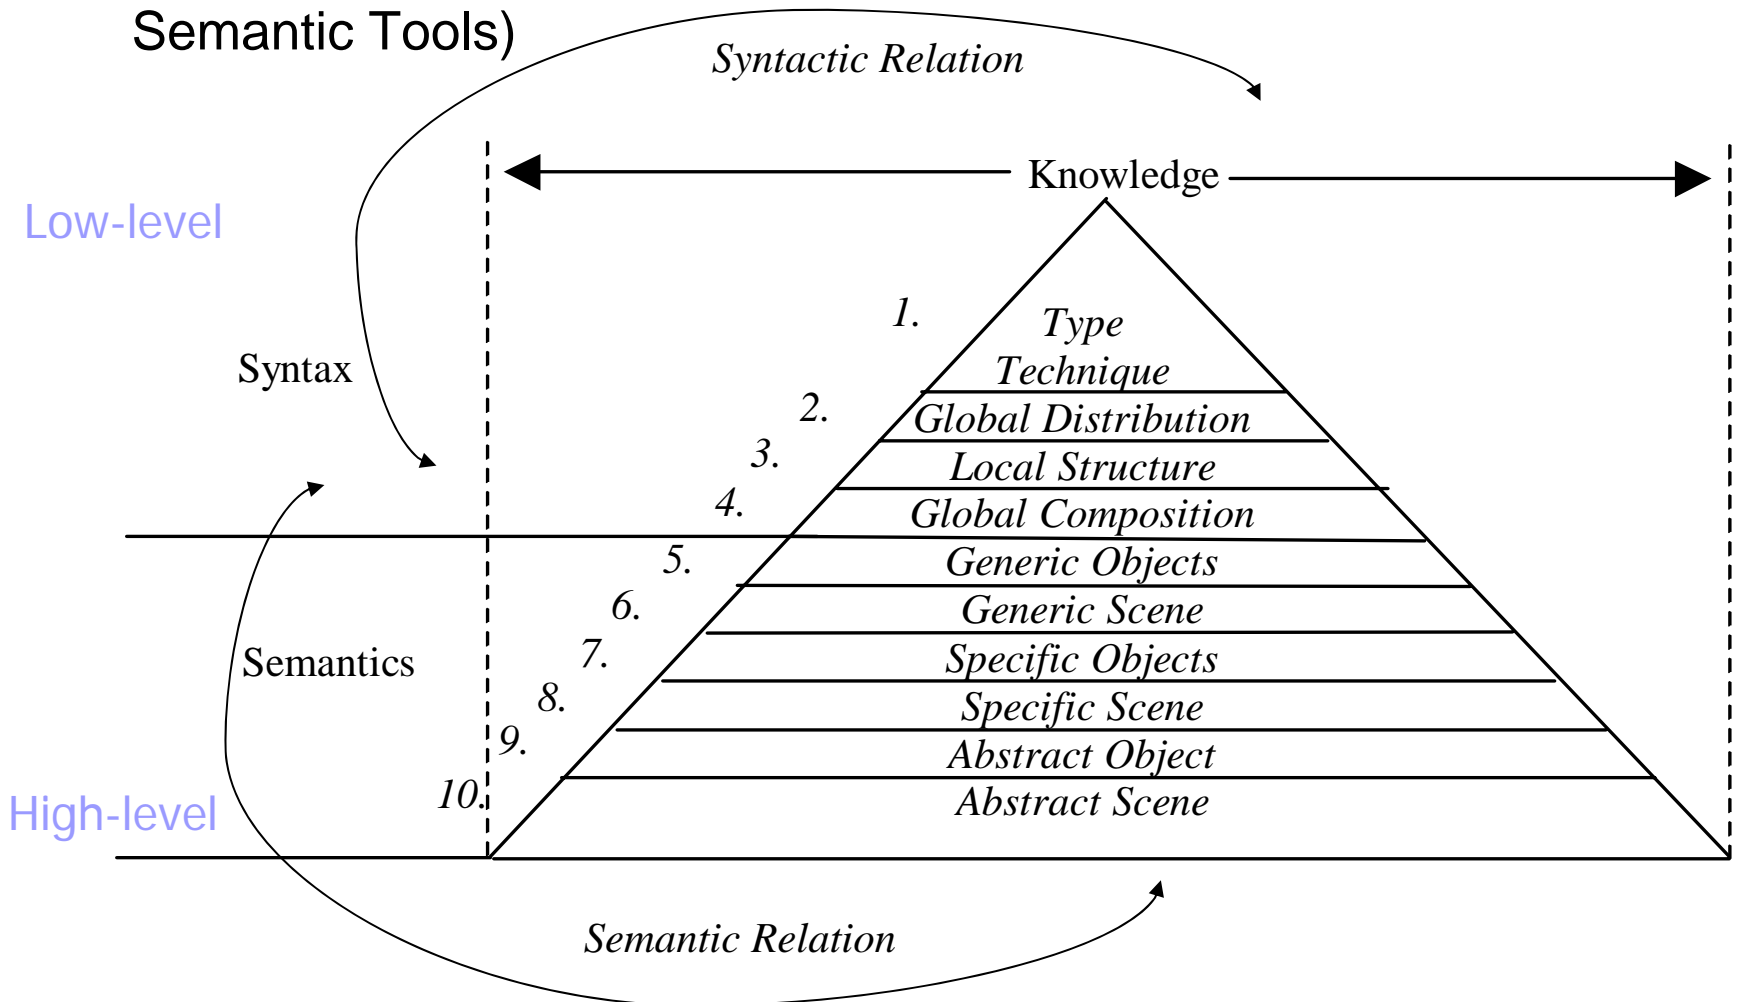 Semantic Tools)
Syntactic Relation
Knowledge
Low-level
1.
Type
Technique
Syntax
2.
Global Distribution
3.
Local Structure
4.
Global Composition
5.
Generic Objects
6.
Generic Scene
7.
Specific Objects
Semantics
8.
Specific Scene
9.
Abstract Object
10.
Abstract Scene
High-level
Semantic Relation